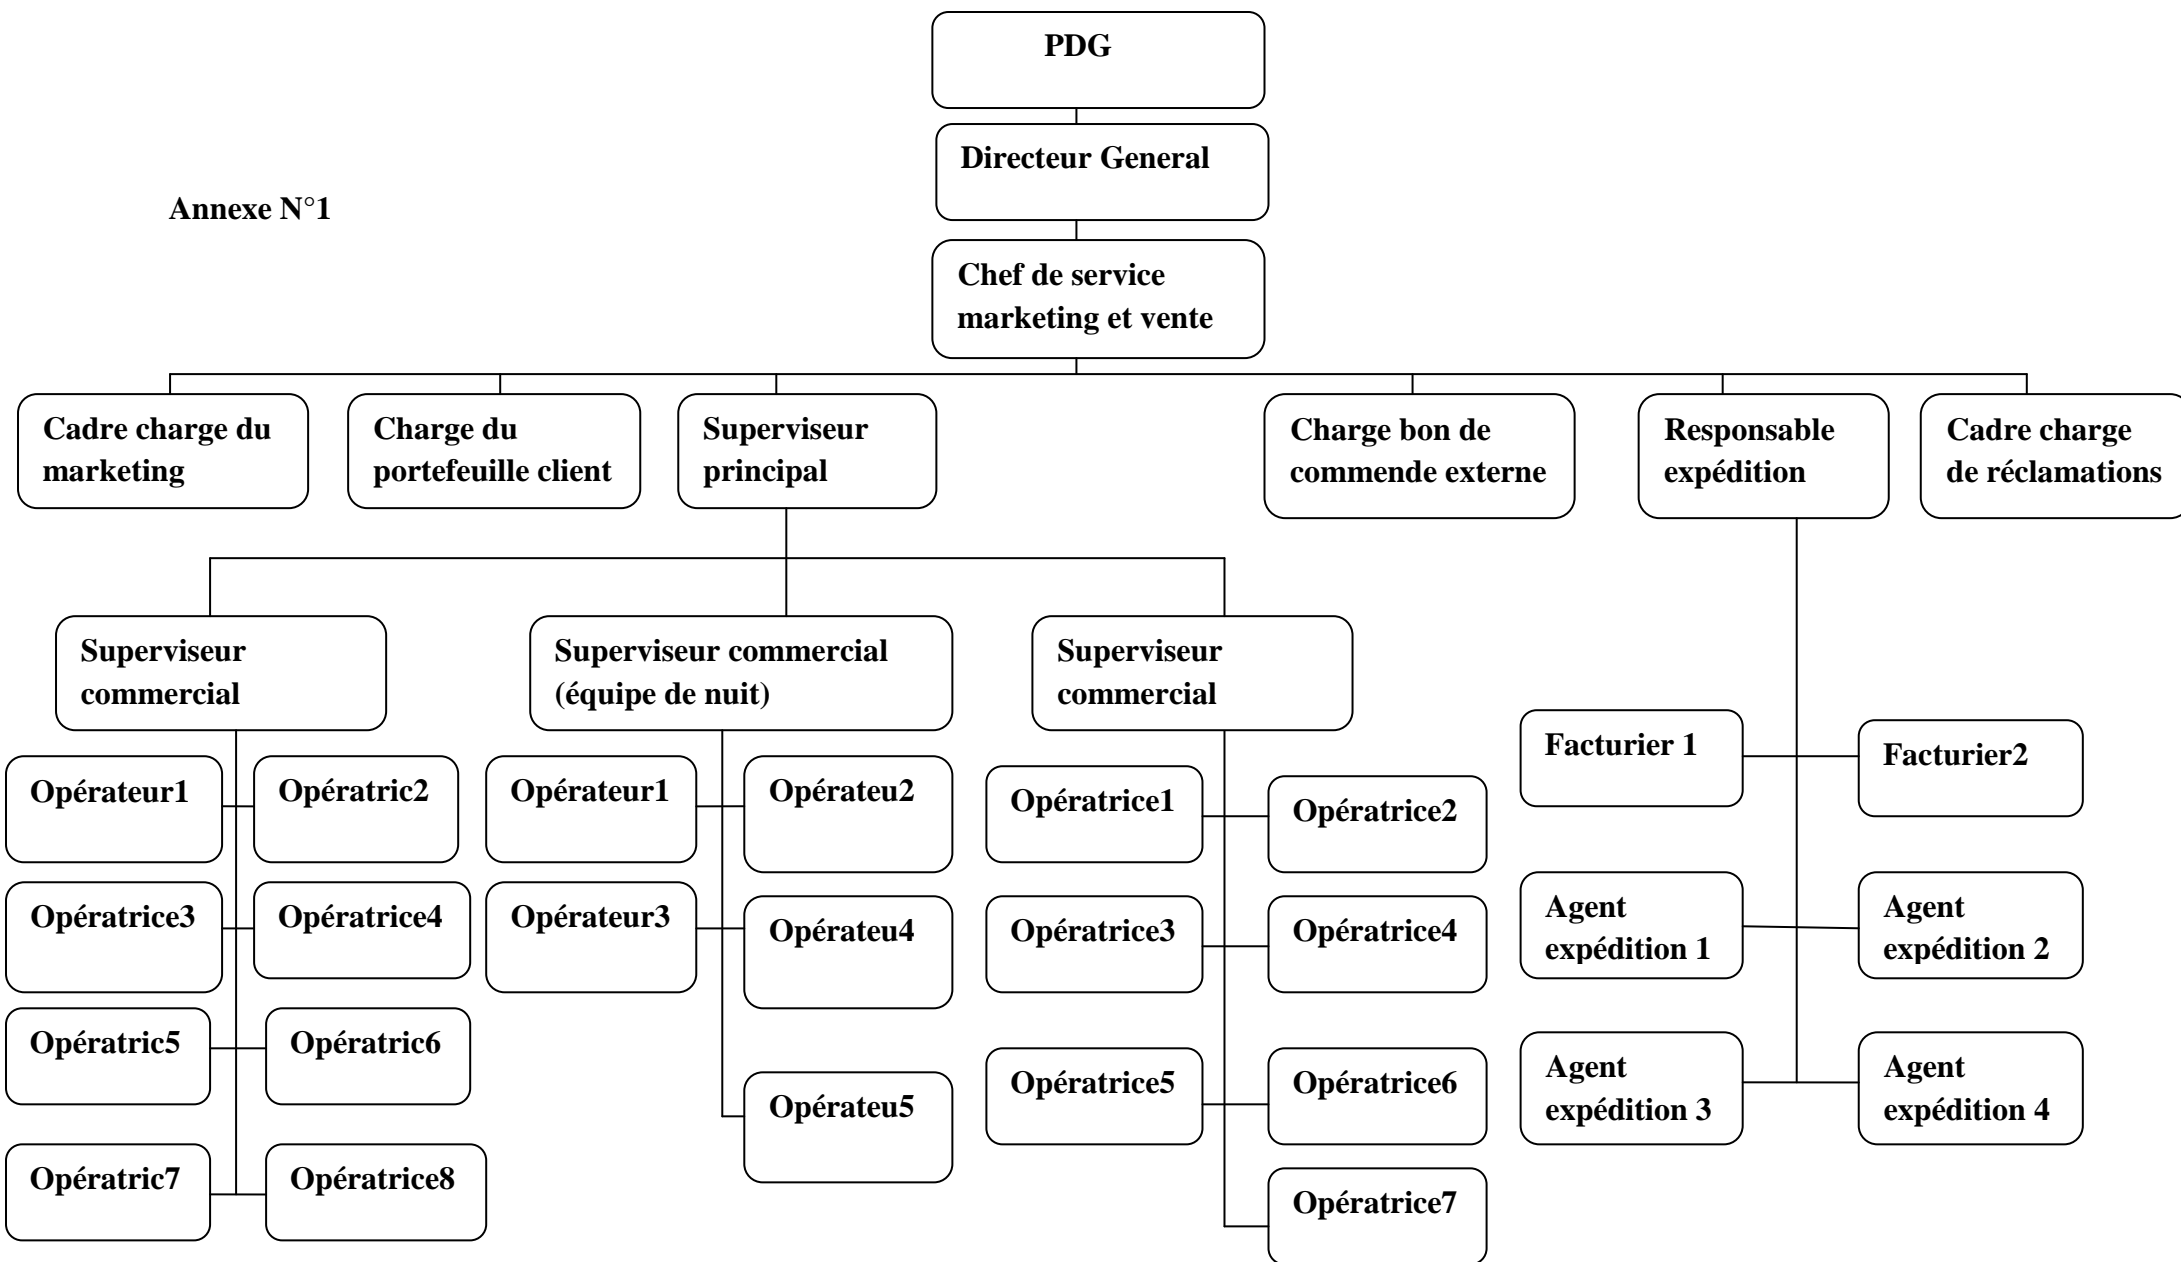 PDG
Directeur General
Annexe N°1
Chef de service
marketing et vente
Cadre charge du
marketing
Charge du
portefeuille client
Superviseur
principal
Charge bon de
commende externe
Responsable
expédition
Cadre charge
de réclamations
Superviseur
commercial
Superviseur commercial
(équipe de nuit)
Superviseur
commercial
Opérateur1
Opératric2
Opératrice3
Opératrice4
Opératric5
Opératric6
Opératric7
Opératrice8
Opérateur1
Opérateu2
Opérateur3
Opérateu4
Opérateu5
Opératrice1
Opératrice2
Opératrice3
Opératrice4
Opératrice5
Opératrice6
Opératrice7
Facturier 1
Facturier2
Agent
expédition 1
Agent
expédition 2
Agent
expédition 3
Agent
expédition 4